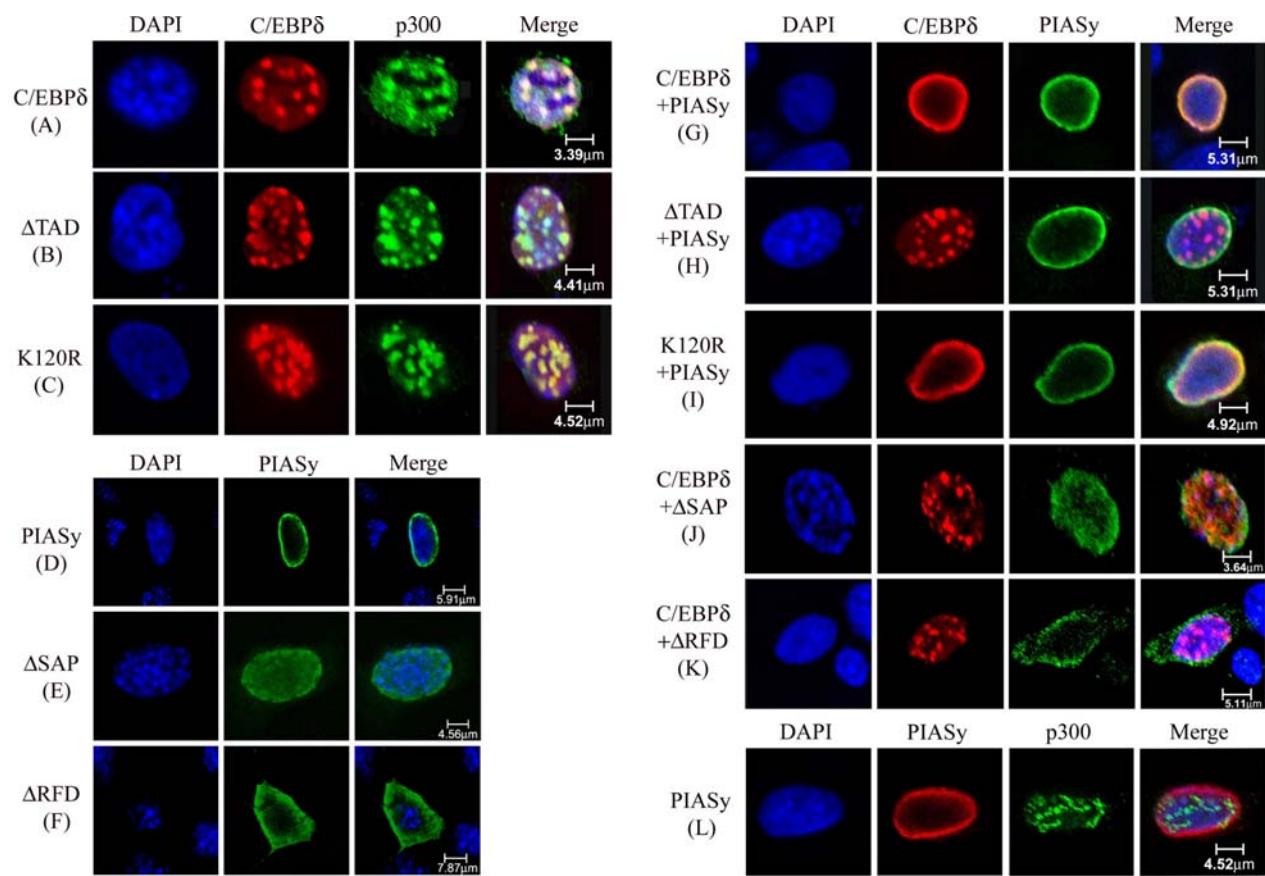 DAPI C/EBPδ p300 Merge
C/EBPδ
(A)
3.39µm
ΔTAD
(B)
4.41µm
K120R
(C)
4.52µm
DAPI PIASy Merge
PIASy
(D)
5.91µm
ΔSAP
(E)
4.56µm
ΔRFD
(F)
7.87µm
DAPI C/EBPδ PIASy Merge
C/EBPδ
+PIASy
(G)
5.31µm
ΔTAD
+PIASy
(H)
5.31µm
K120R
+PIASy
(I)
4.92µm
C/EBPδ
+ΔSAP
(J)
3.64µm
C/EBPδ
+ΔRFD
(K)
5.11µm
DAPI PIASy p300 Merge
PIASy
(L)
4.52µm